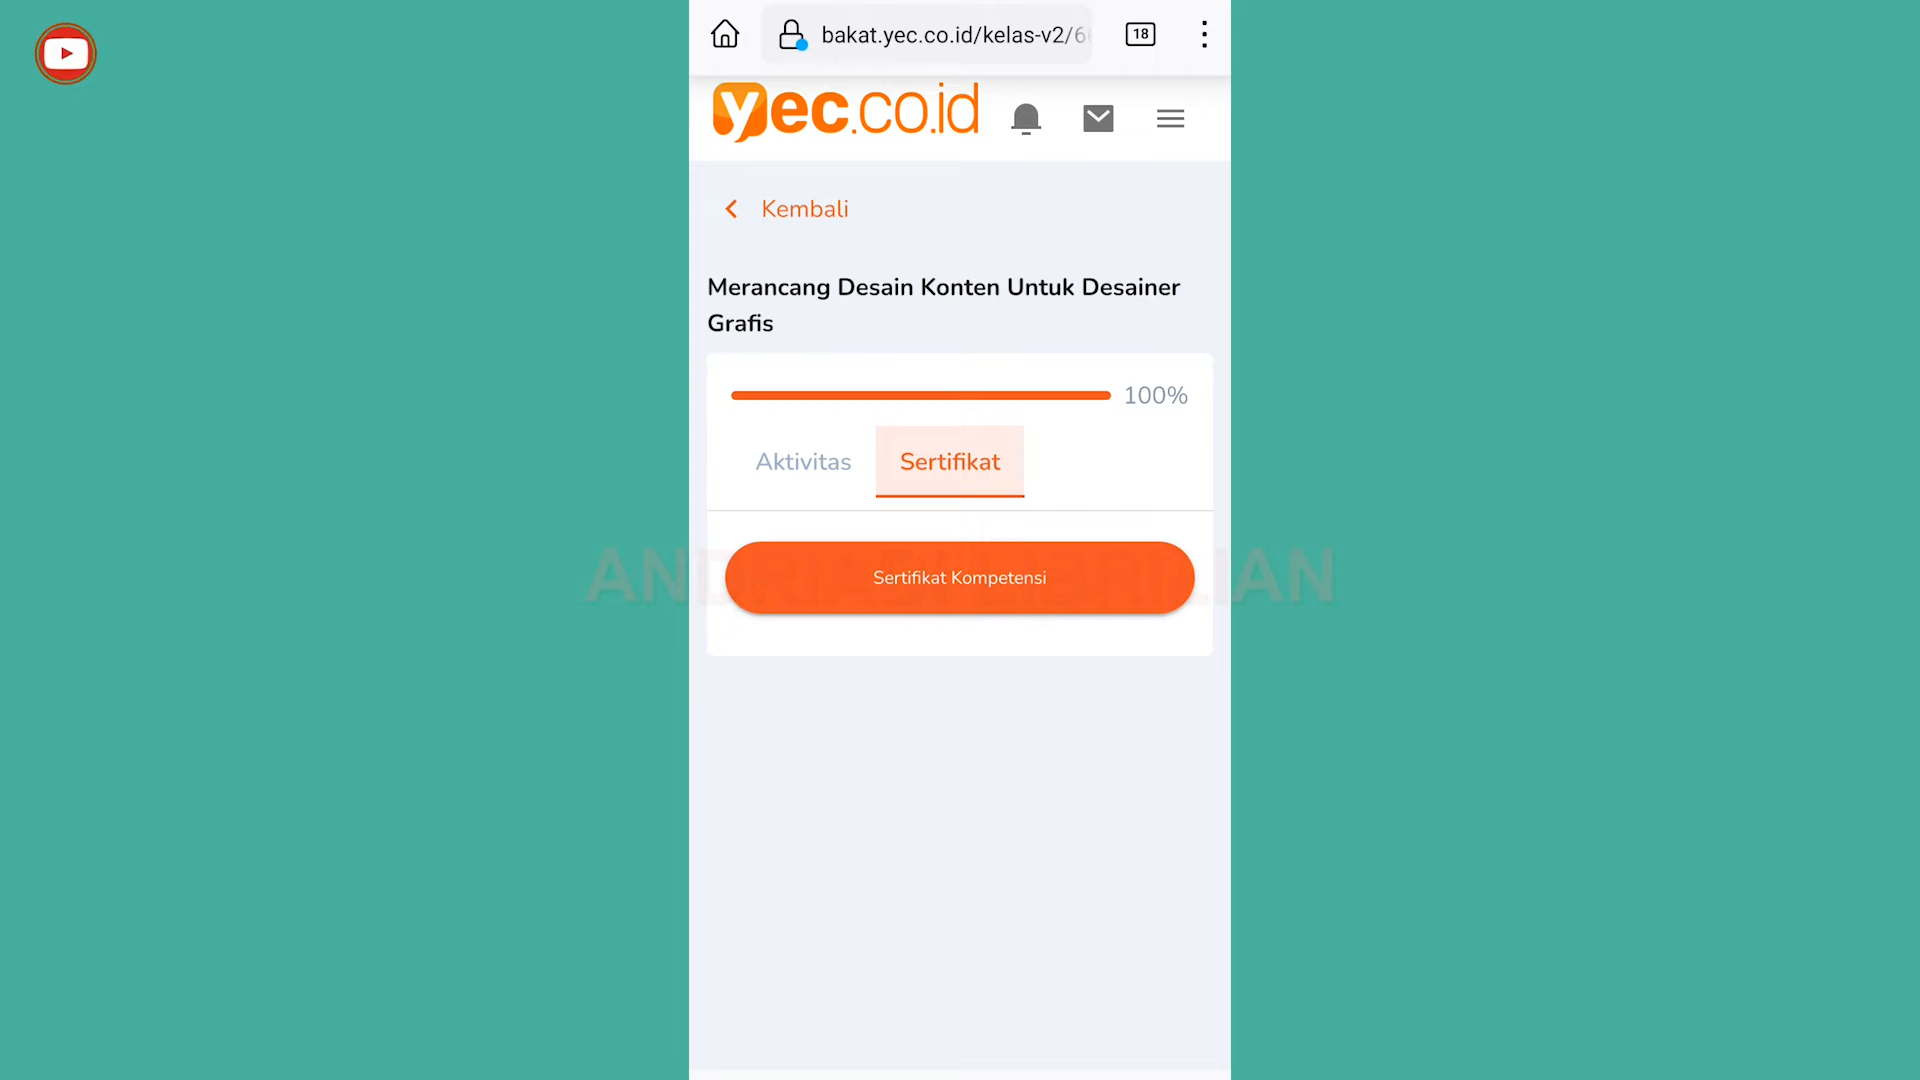 bakat.yec.co.id/kelas-v2/6
18
yec.co.id
Kembali
Merancang Desain Konten Untuk Desainer
Grafis
100%
Aktivitas
Sertifikat
Sertifikat Kompetensi